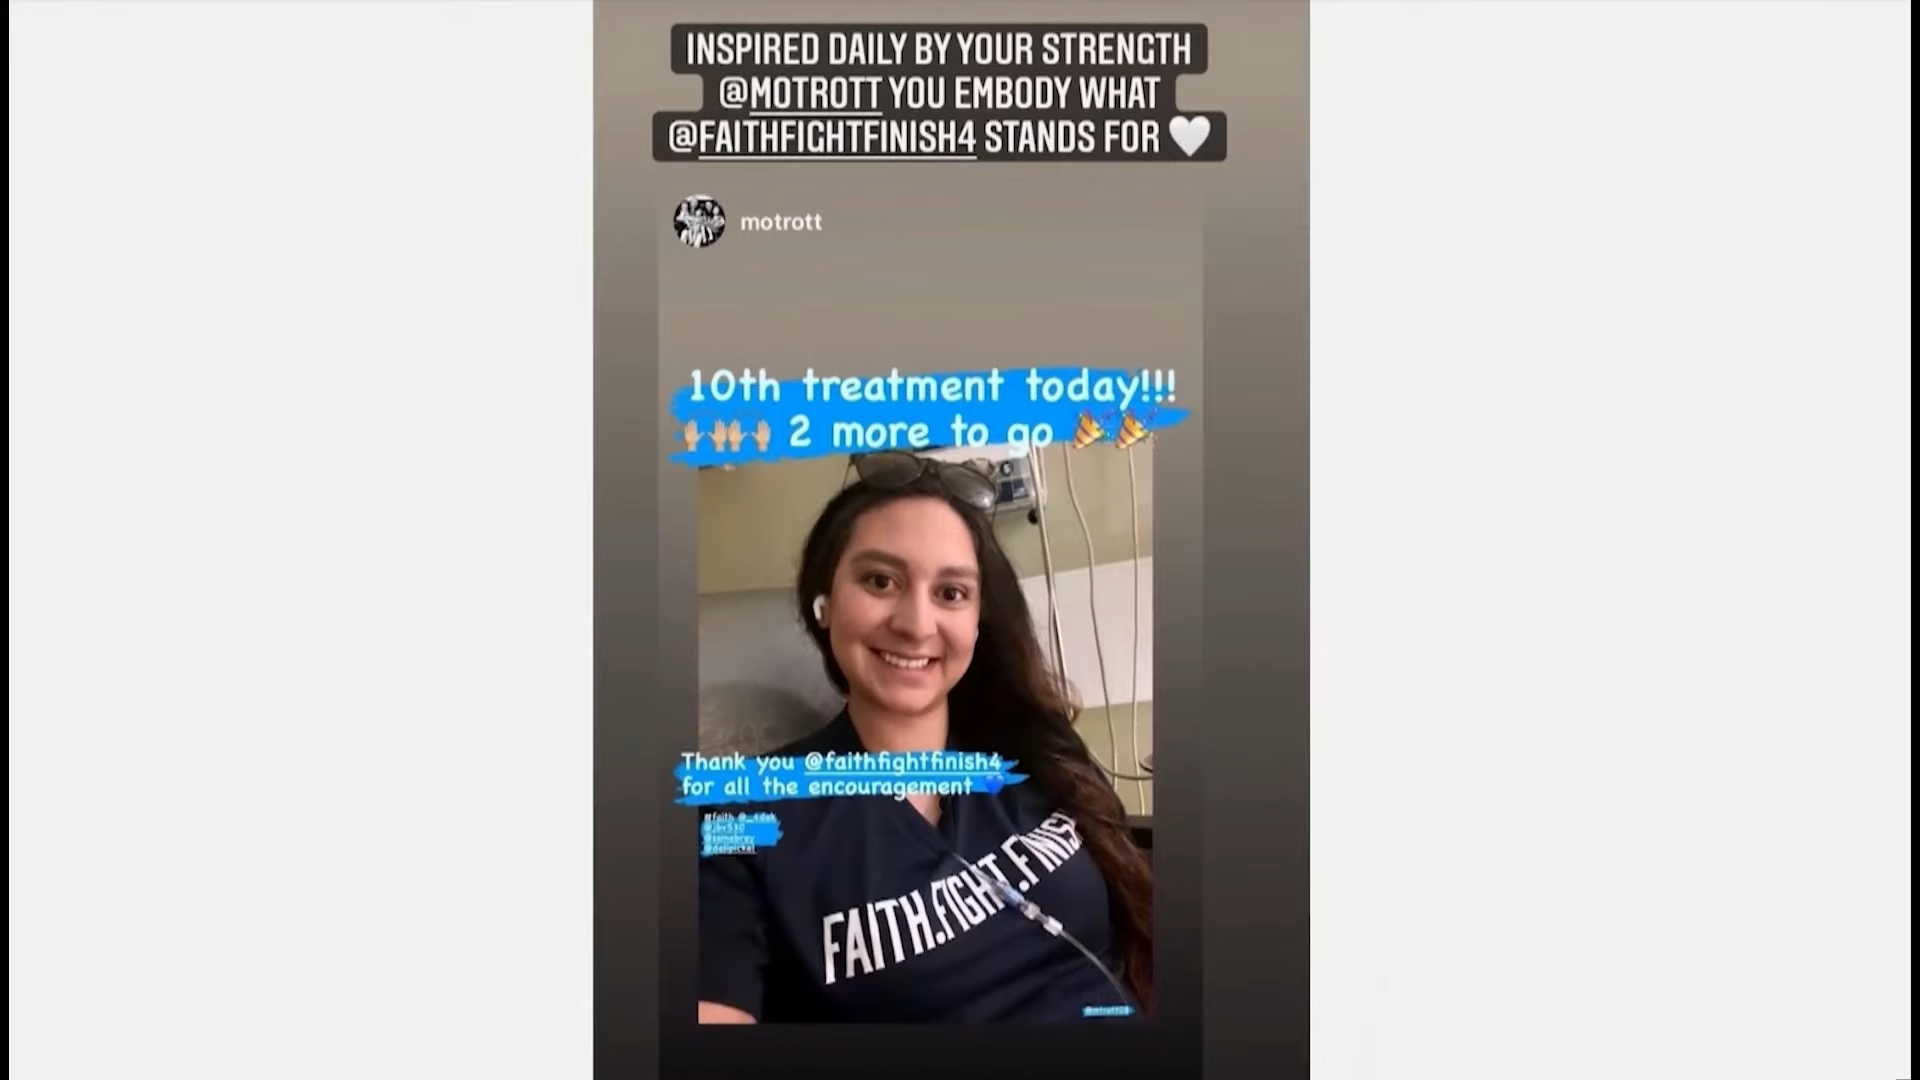 INSPIRED DAILY BY YOUR STRENGTH
@MOTROTT YOU EMBODY WHAT
@FAITHFIGHTFINISH4 STANDS FOR 🤍
motrott
10th treatment today!!!
🙌🏼🙌🏼 2 more to go 🎉🎉
Thank you @faithfightfinish4
for all the encouragement 💙
#faith
FAITH.FIGHT.FINISH